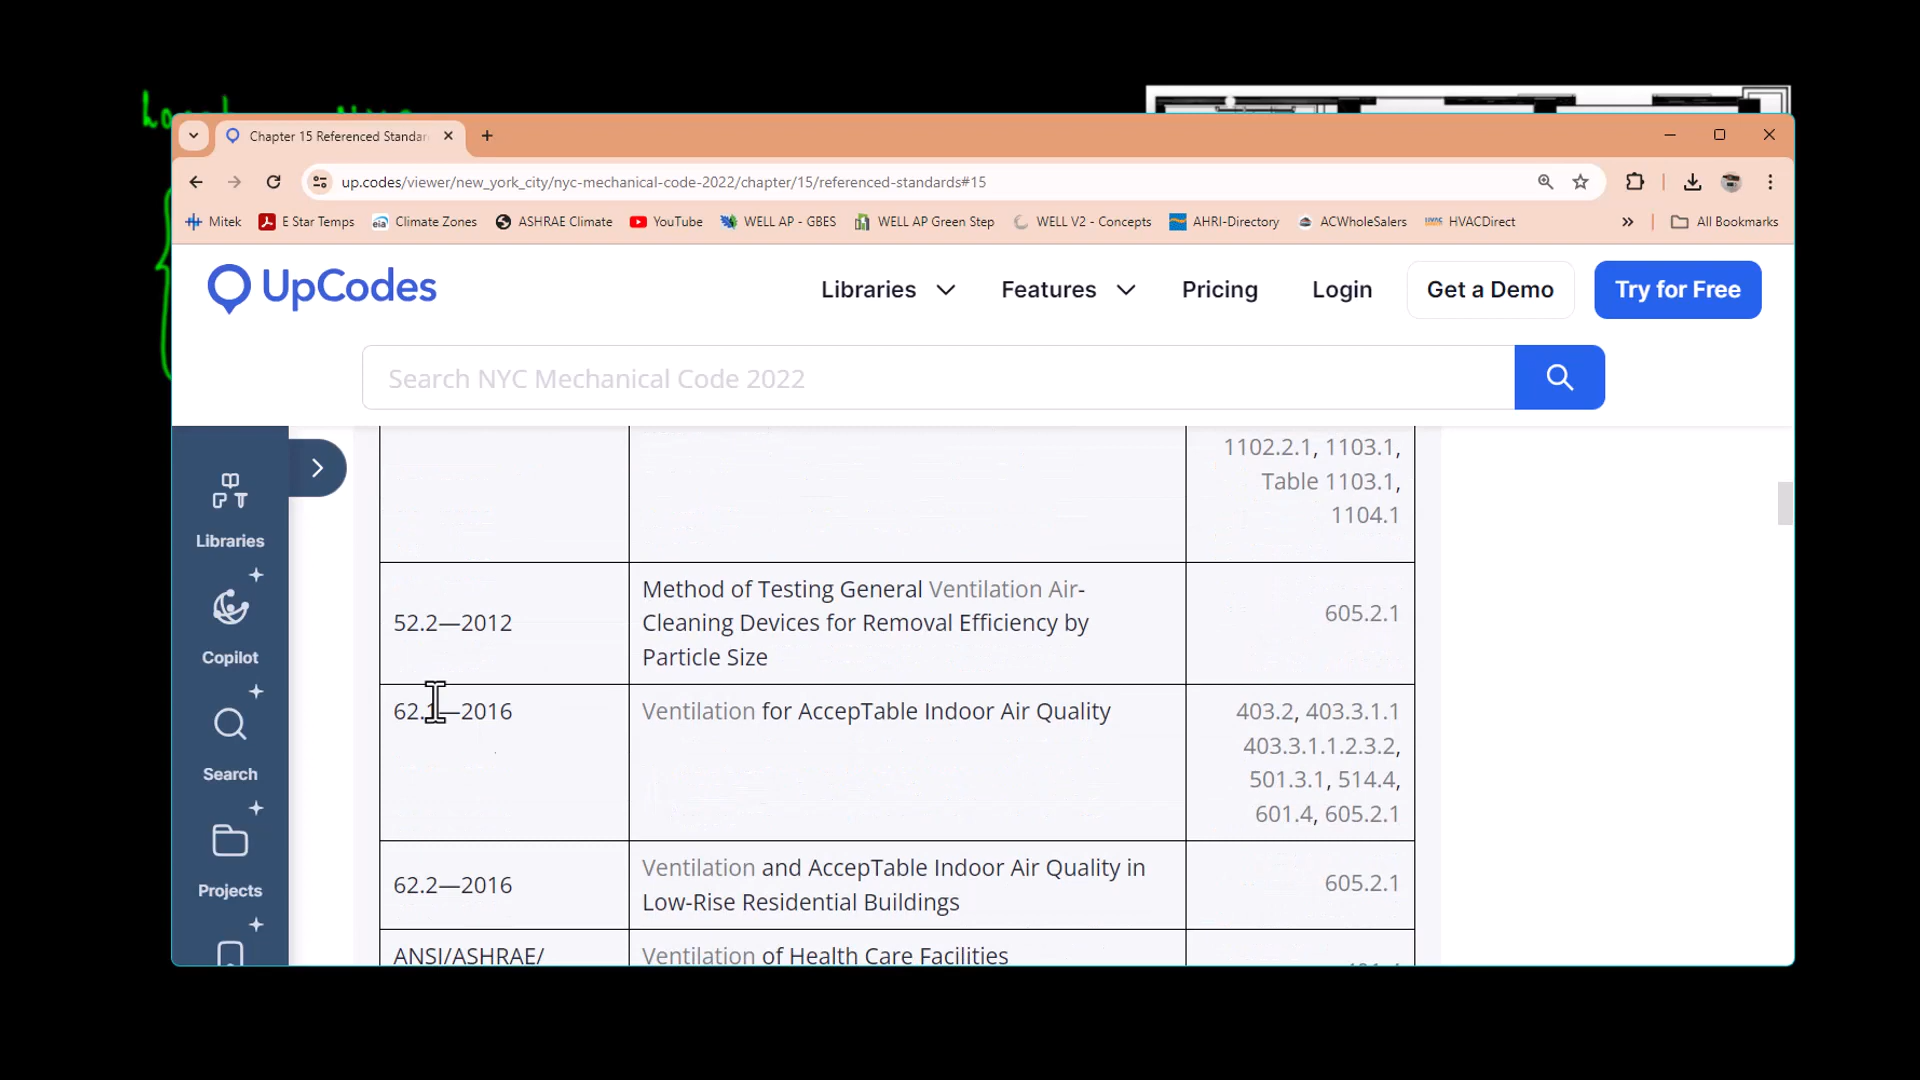 Chapter 15 Referenced Standar
up.codes/viewer/new_york_city/nyc-mechanical-code-2022/chapter/15/referenced-standards#15
Mitek E Star Temps eia Climate Zones ASHRAE Climate YouTube WELL AP - GBES WELL AP Green Step WELL V2 - Concepts AHRI-Directory ACWholeSalers HVACDirect All Bookmarks
UpCodes
Libraries Features Pricing Login Get a Demo Try for Free
Search NYC Mechanical Code 2022
Libraries
Copilot
Search
Projects
1102.2.1, 1103.1,
Table 1103.1,
1104.1
52.2—2012
Method of Testing General Ventilation Air-
Cleaning Devices for Removal Efficiency by
Particle Size
605.2.1
62.1—2016
Ventilation for AccepTable Indoor Air Quality
403.2, 403.3.1.1
403.3.1.1.2.3.2,
501.3.1, 514.4,
601.4, 605.2.1
62.2—2016
Ventilation and AccepTable Indoor Air Quality in
Low-Rise Residential Buildings
605.2.1
ANSI/ASHRAE/
Ventilation of Health Care Facilities